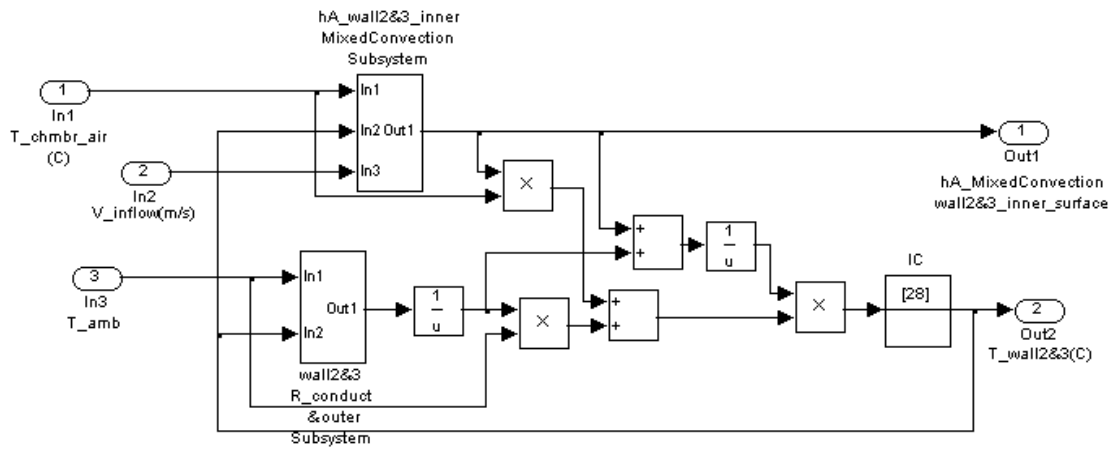 hA_wall2&3_inner
MixedConvection
Subsystem
1
In1
T_chmbr_air
(C)
In1
In2 Out1
In3
2
In2
V_inflow(m/s)
×
1
Out1
hA_MixedConvection
wall2&3_inner_surface
+
+
1
u
3
In3
T_amb
In1
Out1
In2
wall2&3
R_conduct
&outer
Subsystem
1
u
×
+
+
×
IC
[28]
2
Out2
T_wall2&3(C)